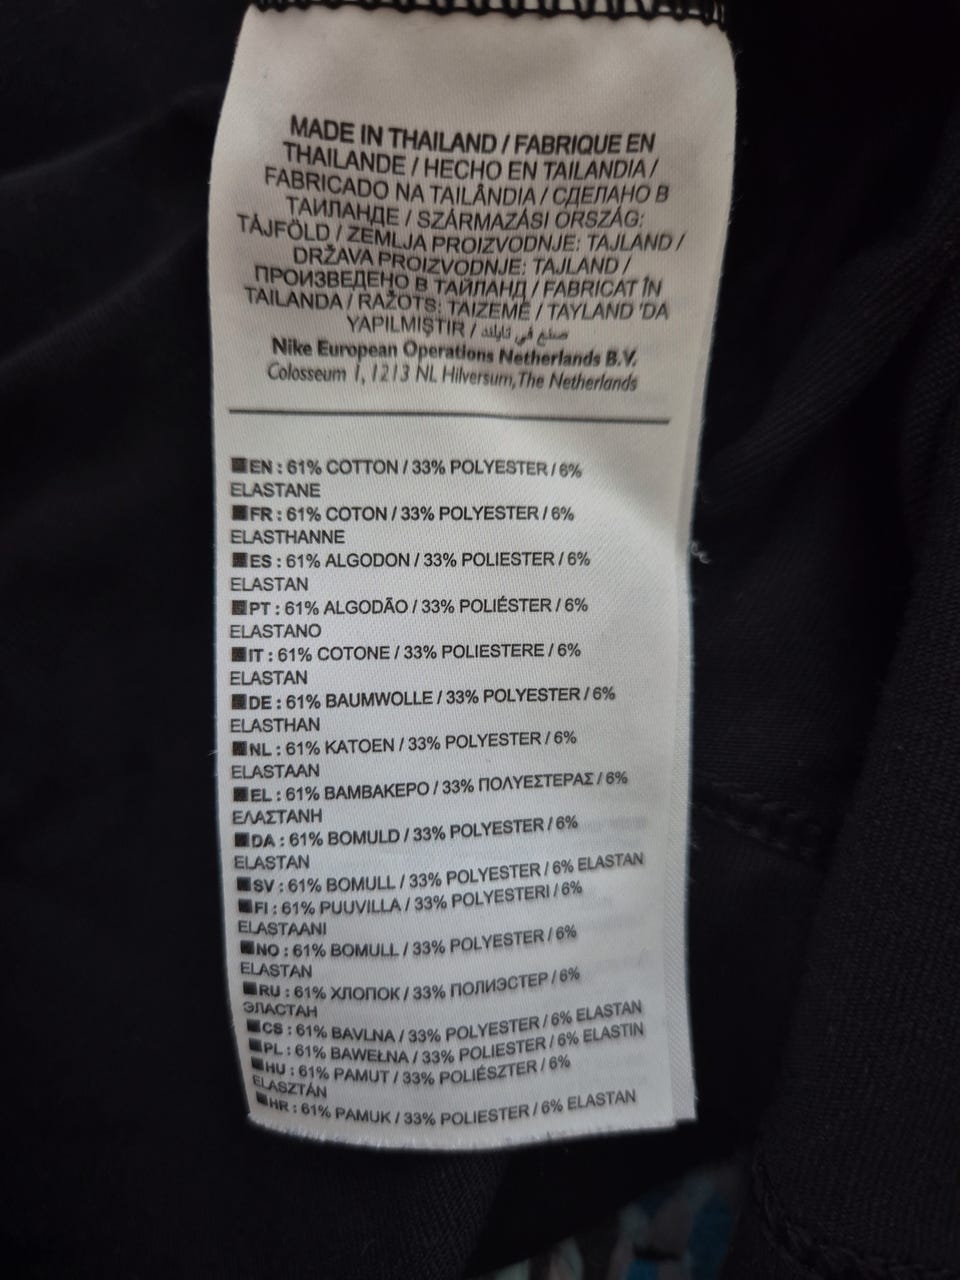 MADE IN THAILAND / FABRIQUE EN
THAILANDE / HECHO EN TAILANDIA /
FABRICADO NA TAILÂNDIA / СДЕЛАНО В
ТАИЛАНДЕ / SZÁRMAZÁSI ORSZÁG:
TÁJFÖLD / ZEMLJA PROIZVODNJE: TAJLAND /
DRŽAVA PROIZVODNJE: TAJLAND /
ПРОИЗВЕДЕНО В ТАЙЛАНД / FABRICAT ÎN
TAILANDA / RAŽOTS: TAIZEMĒ / TAYLAND 'DA
YAPILMIŞTIR / صنع في تايلند
Nike European Operations Netherlands B.V.
Colosseum 1, 1213 NL Hilversum, The Netherlands
EN : 61% COTTON / 33% POLYESTER / 6%
ELASTANE
FR : 61% COTON / 33% POLYESTER / 6%
ELASTHANNE
ES : 61% ALGODON / 33% POLIESTER / 6%
ELASTAN
PT : 61% ALGODÃO / 33% POLIÉSTER / 6%
ELASTANO
IT : 61% COTONE / 33% POLIESTERE / 6%
ELASTAN
DE : 61% BAUMWOLLE / 33% POLYESTER / 6%
ELASTHAN
NL : 61% KATOEN / 33% POLYESTER / 6%
ELASTAAN
EL : 61% ΒΑΜΒΑΚΕΡΟ / 33% ΠΟΛΥΕΣΤΕΡΑΣ / 6%
ΕΛΑΣΤΑΝΗ
DA : 61% BOMULD / 33% POLYESTER / 6%
ELASTAN
SV : 61% BOMULL / 33% POLYESTER / 6% ELASTAN
FI : 61% PUUVILLA / 33% POLYESTERI / 6%
ELASTAANI
NO : 61% BOMULL / 33% POLYESTER / 6%
ELASTAN
RU : 61% ХЛОПОК / 33% ПОЛИЭСТЕР / 6%
ЭЛАСТАН
CS : 61% BAVLNA / 33% POLYESTER / 6% ELASTAN
PL : 61% BAWEŁNA / 33% POLIESTER / 6% ELASTIN
HU : 61% PAMUT / 33% POLIÉSZTER / 6%
ELASZTÁN
HR : 61% PAMUK / 33% POLIESTER / 6% ELASTAN